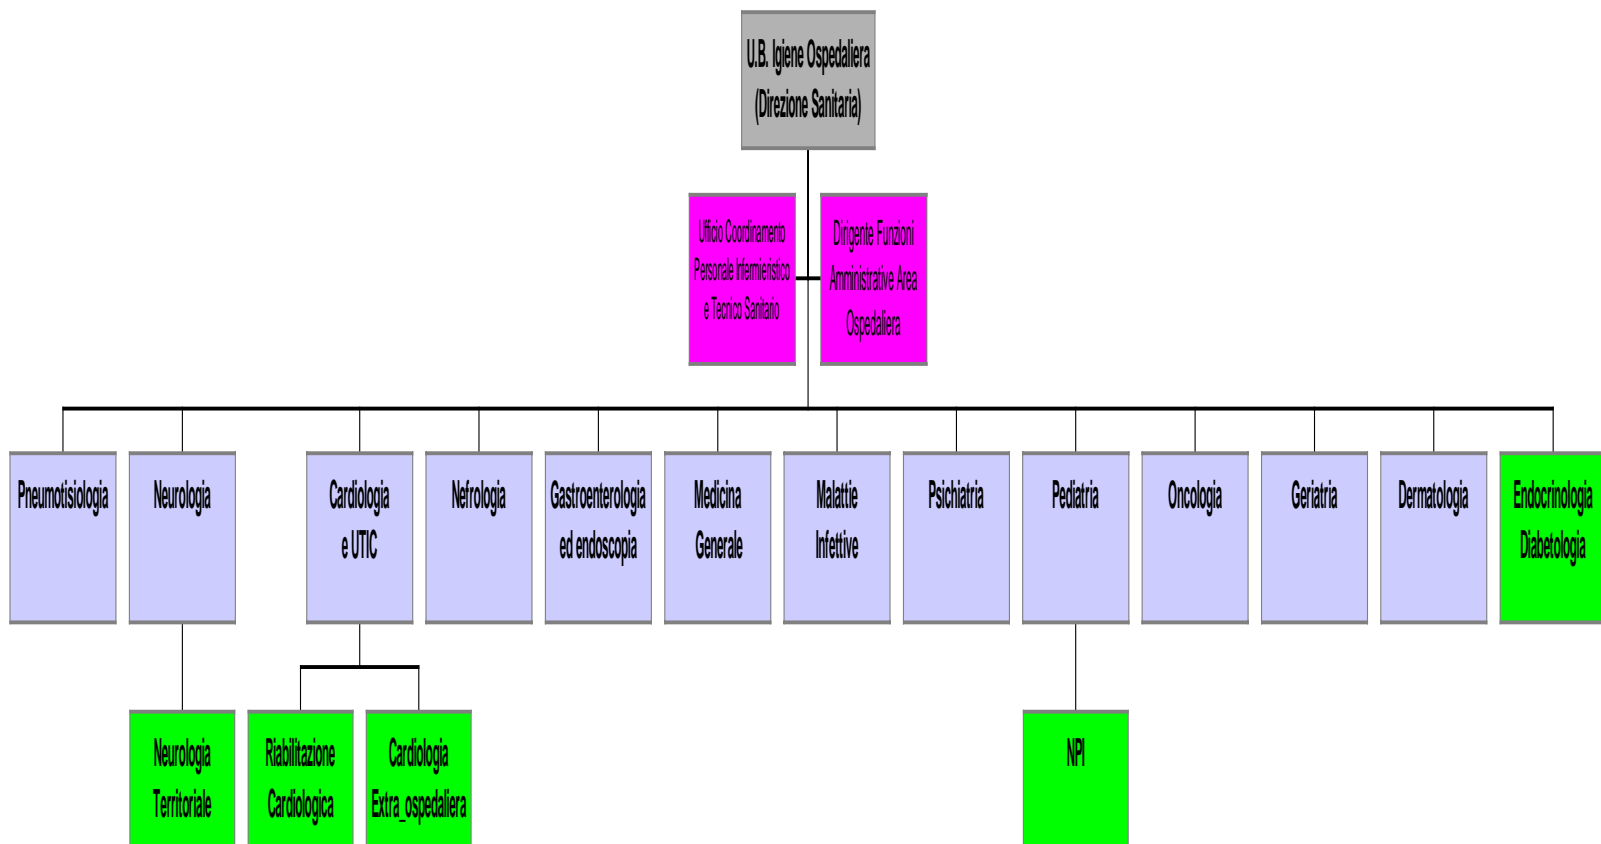 U.B. Igiene Ospedaliera
(Direzione Sanitaria)
Ufficio Coordinamento
Personale Infermieristico
e Tecnico Sanitario
Dirigente Funzioni
Amministrative Area
Ospedaliera
Pneumotisiologia
Neurologia
Cardiologia
e UTIC
Nefrologia
Gastroenterologia
ed endoscopia
Medicina
Generale
Malattie
Infettive
Psichiatria
Pediatria
Oncologia
Geriatria
Dermatologia
Endocrinologia
Diabetologia
Neurologia
Territoriale
Riabilitazione
Cardiologica
Cardiologia
Extra_ospedaliera
NPI